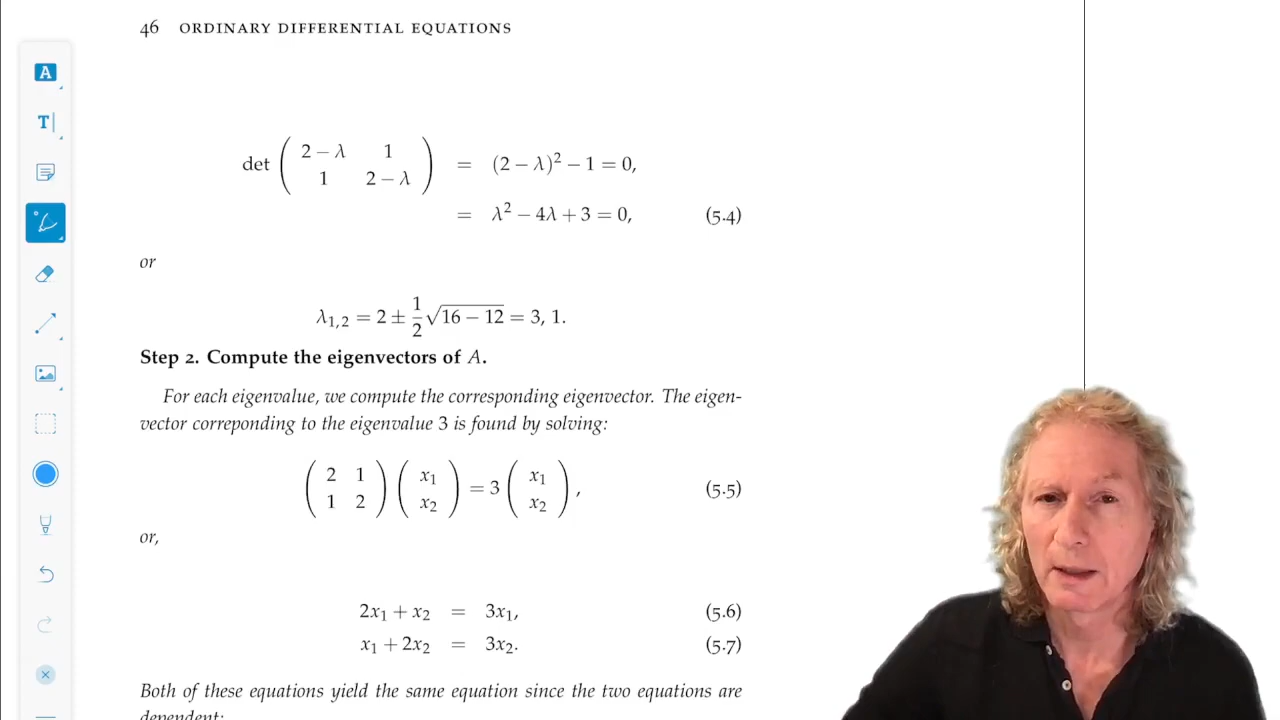 46 ORDINARY DIFFERENTIAL EQUATIONS
det ( 2 − λ 1 1 2 − λ ) = (2 − λ)² − 1 = 0,
= λ² − 4λ + 3 = 0, (5.4)
or
λ₁,₂ = 2 ± 1/2 √(16 − 12) = 3, 1.
Step 2. Compute the eigenvectors of A.
For each eigenvalue, we compute the corresponding eigenvector. The eigen-
vector correponding to the eigenvalue 3 is found by solving:
( 2 1 1 2 ) ( x₁ x₂ ) = 3 ( x₁ x₂ ), (5.5)
or,
2x₁ + x₂ = 3x₁, (5.6)
x₁ + 2x₂ = 3x₂. (5.7)
Both of these equations yield the same equation since the two equations are
dependent:
A
T